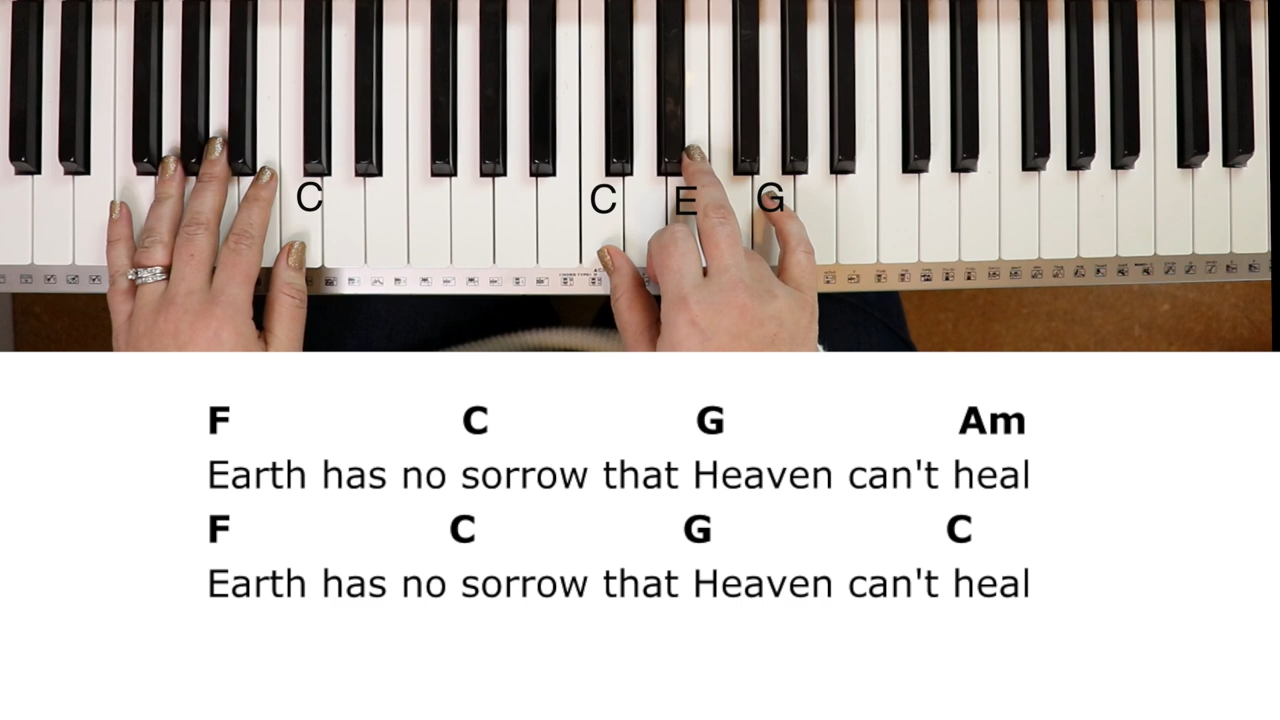 C C E G
F C G Am
Earth has no sorrow that Heaven can't heal
F C G C
Earth has no sorrow that Heaven can't heal